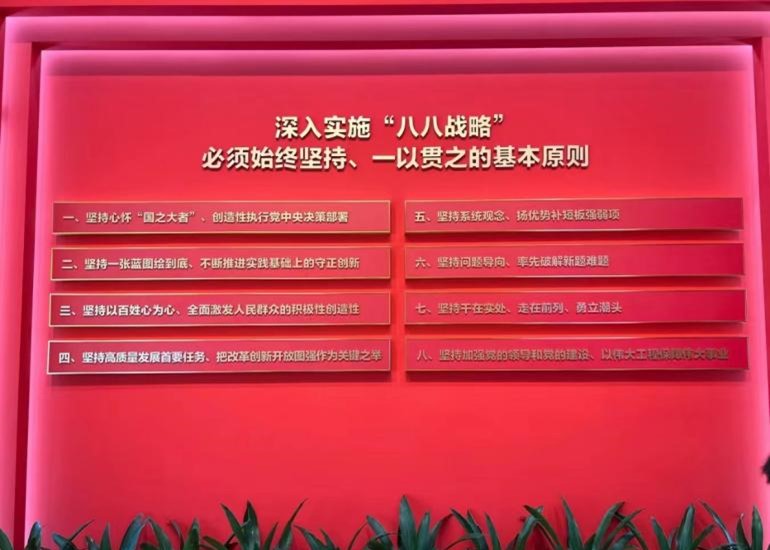 深入实施“八八战略”
必须始终坚持、一以贯之的基本原则
一、坚持心怀“国之大者”、创造性执行党中央决策部署
二、坚持一张蓝图绘到底、不断推进实践基础上的守正创新
三、坚持以百姓心为心、全面激发人民群众的积极性创造性
四、坚持高质量发展首要任务、把改革创新开放图强作为关键之举
五、坚持系统观念、扬优势补短板强弱项
六、坚持问题导向、率先破解新题难题
七、坚持干在实处、走在前列、勇立潮头
八、坚持加强党的领导和党的建设、以伟大工程保障伟大事业